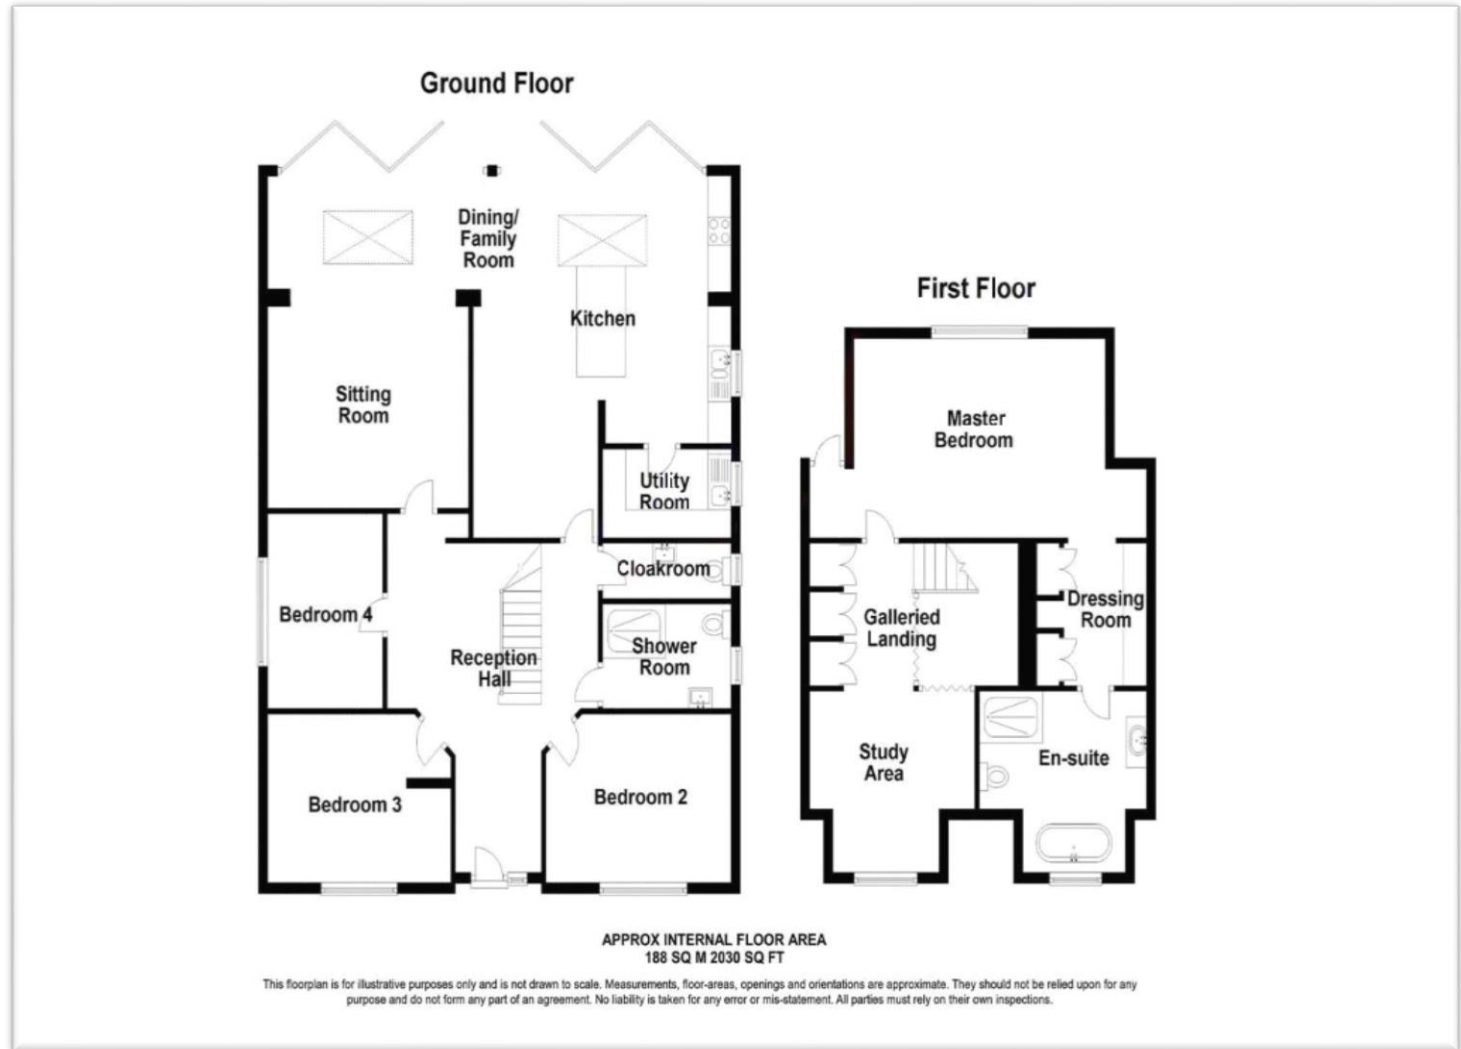 Ground Floor
Dining/
Family
Room
Kitchen
Sitting
Room
Utility
Room
Cloakroom
Bedroom 4
Shower
Room
Reception
Hall
Bedroom 3
Bedroom 2
First Floor
Master
Bedroom
Dressing
Room
Galleried
Landing
Study
Area
En-suite
APPROX INTERNAL FLOOR AREA
188 SQ M 2030 SQ FT
This floorplan is for illustrative purposes only and is not drawn to scale. Measurements, floor-areas, openings and orientations are approximate. They should not be relied upon for any
purpose and do not form any part of an agreement. No liability is taken for any error or mis-statement. All parties must rely on their own inspections.